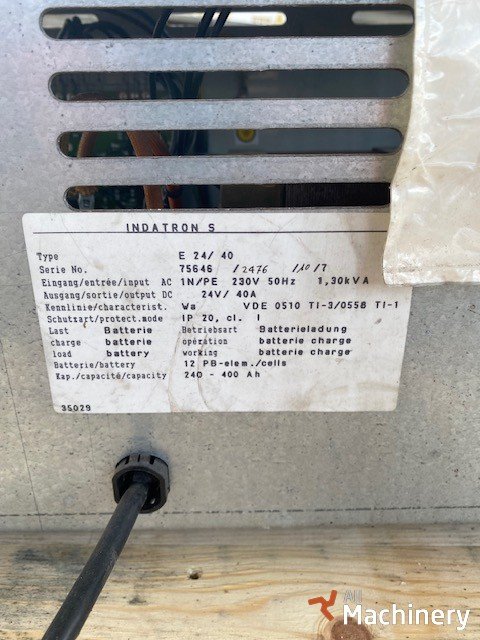 INDATRON S
Type E 24/ 40
Serie No. 75646 / 2476 /10/7
Eingang/entrée/input AC 1N/PE 230V 50Hz 1,30kVA
Ausgang/sortie/output DC 24V/ 40A
Kennlinie/characterist. Wa VDE 0510 TI-3/0558 TI-1
Schutzart/protect.mode IP 20, cl. I
Last Batterie Betriebsart Batterieladung
charge batterie opération batterie charge
load battery working batterie charge
Batterie/battery 12 PB-elem./cells
Kap./capacité/capacity 240 - 400 Ah
35029
All
Machinery